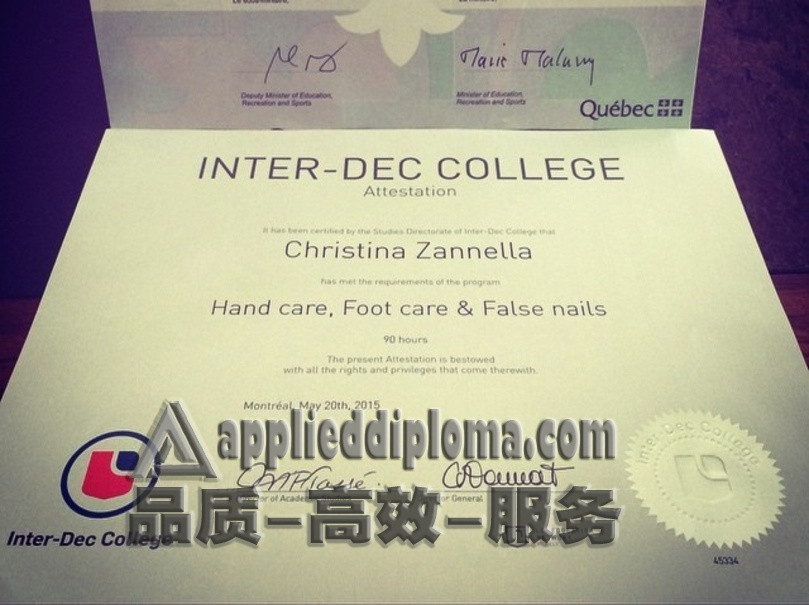 Deputy Minister of Education,
Recreation and Sports
Minister of Education,
Recreation and Sports
Québec
INTER-DEC COLLEGE
Attestation
It has been certified by the Studies Directorate of Inter-Dec College that
Christina Zannella
has met the requirements of the program
Hand care, Foot care & False nails
90 hours
The present Attestation is bestowed
with all the rights and privileges that come therewith.
Montréal, May 20th, 2015
applieddiploma.com
of Academic
General
品质-高效-服务
Inter-Dec College
Inter Dec College
45334